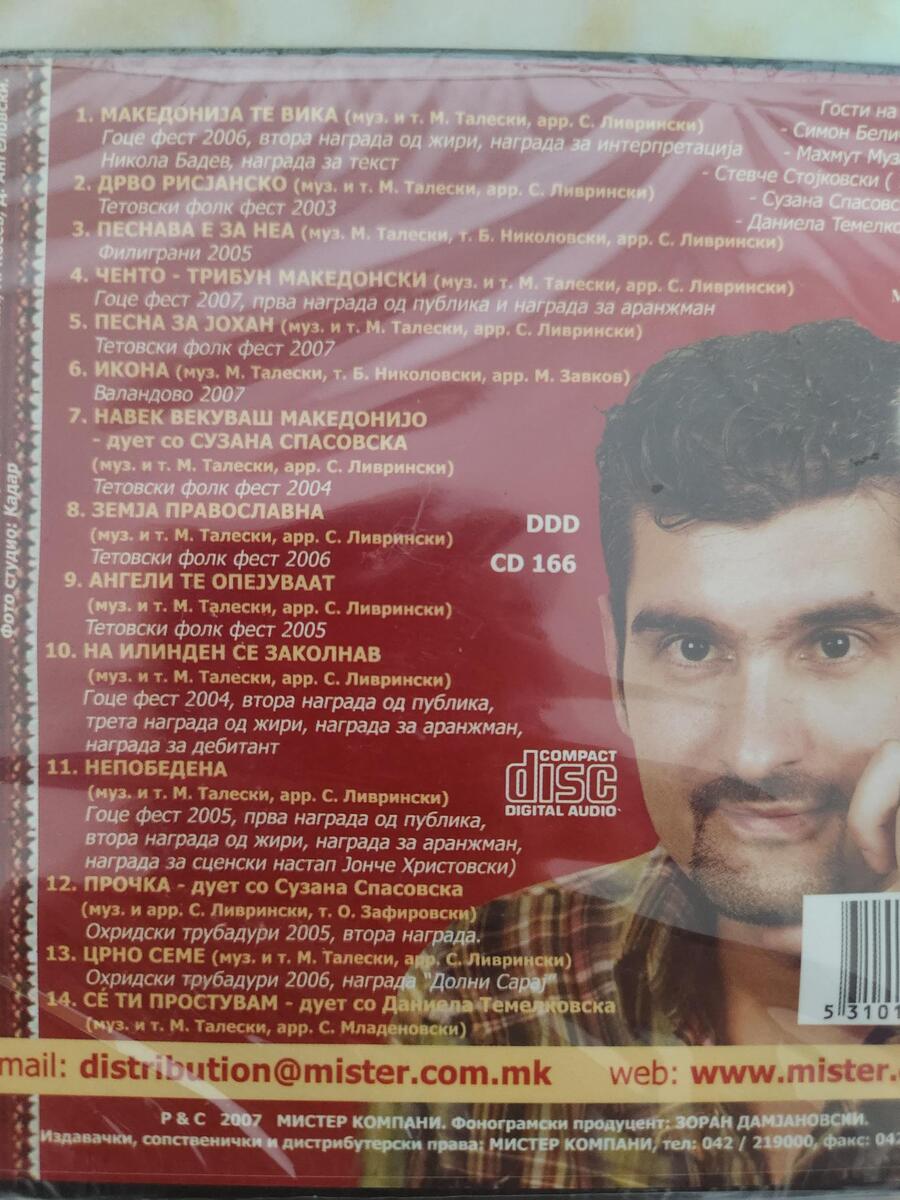 1. МАКЕДОНИЈА ТЕ ВИКА (муз. и т. М. Талески, арр. С. Ливрински)
Гоце фест 2006, втора награда од жири, награда за интерпретација
Никола Бадев, награда за текст
2. ДРВО РИСЈАНСКО (муз. и т. М. Талески, арр. С. Ливрински)
Тетовски фолк фест 2003
3. ПЕСНАВА Е ЗА НЕА (муз. М. Талески, т. Б. Николовски, арр. С. Ливрински)
Филиграни 2005
4. ЧЕНТО - ТРИБУН МАКЕДОНСКИ (муз. и т. М. Талески, арр. С. Ливрински)
Гоце фест 2007, прва награда од публика и награда за аранжман
5. ПЕСНА ЗА ЈОХАН (муз. и т. М. Талески, арр. С. Ливрински)
Тетовски фолк фест 2007
6. ИКОНА (муз. М. Талески, т. Б. Николовски, арр. М. Завков)
Валандово 2007
7. НАВЕК ВЕКУВАШ МАКЕДОНИЈО
- дует со СУЗАНА СПАСОВСКА
(муз. и т. М. Талески, арр. С. Ливрински)
Тетовски фолк фест 2004
8. ЗЕМЈА ПРАВОСЛАВНА
(муз. и т. М. Талески, арр. С. Ливрински)
Тетовски фолк фест 2006
9. АНГЕЛИ ТЕ ОПЕЈУВААТ
(муз. и т. М. Талески, арр. С. Ливрински)
Тетовски фолк фест 2005
10. НА ИЛИНДЕН СЕ ЗАКОЛНАВ
(муз. и т. М. Талески, арр. С. Ливрински)
Гоце фест 2004, втора награда од публика,
трета награда од жири, награда за аранжман,
награда за дебитант
11. НЕПОБЕДЕНА
(муз. и т. М. Талески, арр. С. Ливрински)
Гоце фест 2005, прва награда од публика,
втора награда од жири, награда за аранжман,
награда за сценски настап Јонче Христовски)
12. ПРОЧКА - дует со Сузана Спасовска
(муз. и арр. С. Ливрински, т. О. Зафировски)
Охридски трубадури 2005, втора награда.
13. ЦРНО СЕМЕ (муз. и т. М. Талески, арр. С. Ливрински)
Охридски трубадури 2006, награда "Долни Сарај"
14. СЀ ТИ ПРОСТУВАМ - дует со Даниела Темелковска
(муз. и т. М. Талески, арр. С. Младеновски)
Гости на
- Симон Бели
- Махмут Муз
- Стевче Стојковски (
- Сузана Спасовс
- Даниела Темелко
М
DDD
CD 166
COMPACT
disc
DIGITAL AUDIO
5 3101
Фото студио: Кадар
Д. Ангеловски.
mail: distribution@mister.com.mk web: www.mister.
P & C 2007 МИСТЕР КОМПАНИ. Фонограмски продуцент: ЗОРАН ДАМЈАНОВСКИ.
Издавачки, сопственички и дистрибутерски права: МИСТЕР КОМПАНИ, тел: 042 / 219000, факс: 042